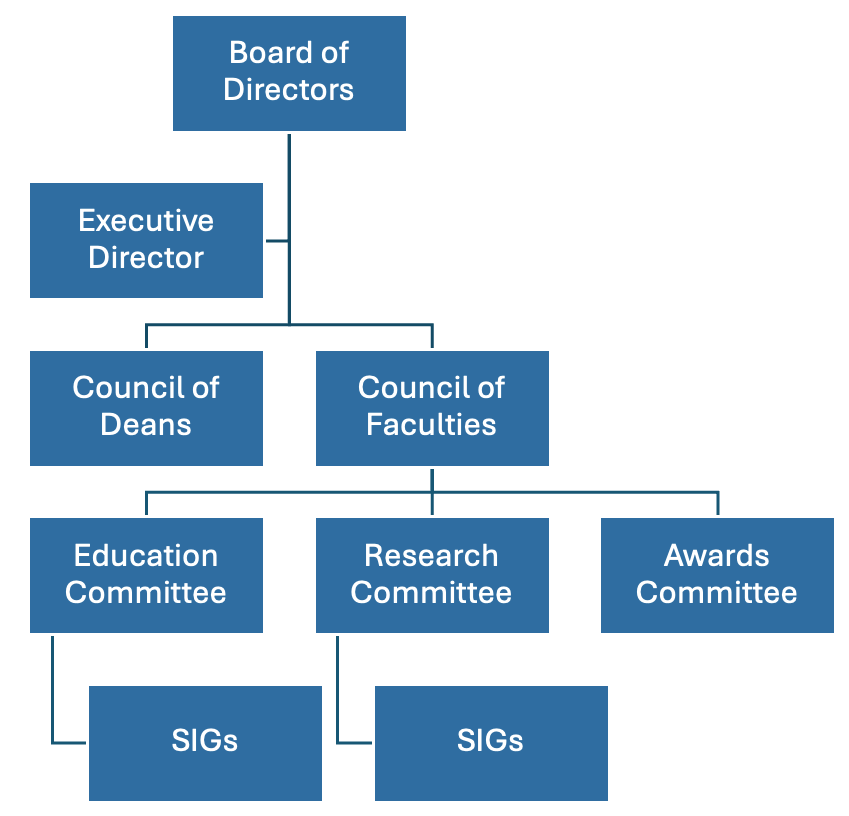 Board of
Directors
Executive
Director
Council of
Deans
Council of
Faculties
Education
Committee
Research
Committee
Awards
Committee
SIGs
SIGs